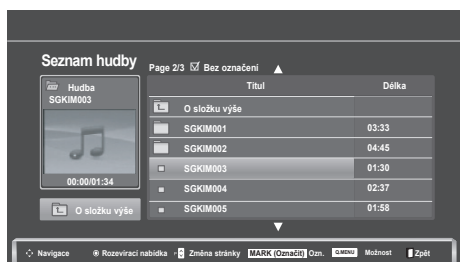 Seznam hudby
Page 2/3 Bez označení
Hudba
SGKIM003
00:00/01:34
O složku výše
Titul Délka
O složku výše
SGKIM001 03:33
SGKIM002 04:45
SGKIM003 01:30
SGKIM004 02:37
SGKIM005 01:58
Navigace Rozevírací nabídka P Změna stránky MARK (Označit) Ozn. Q.MENU Možnost Zpět